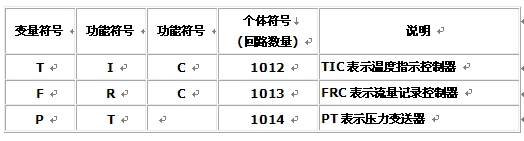 变量符号 功能符号 功能符号 个体符号↓ 说明
（回路数量）
T I C 1012 TIC表示温度指示控制器
F R C 1013 FRC表示流量记录控制器
P T 1014 PT表示压力变送器